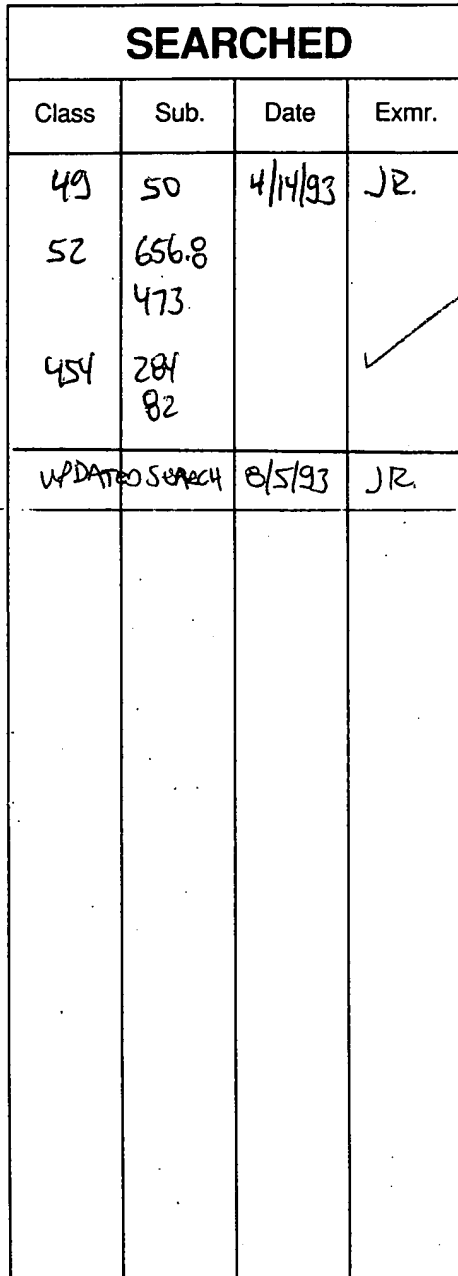 SEARCHED
Class Sub. Date Exmr.
49 50 4/14/93 JR.
52 656.8
473
454 284
82
UPDATED SEARCH 8/5/93 JR.